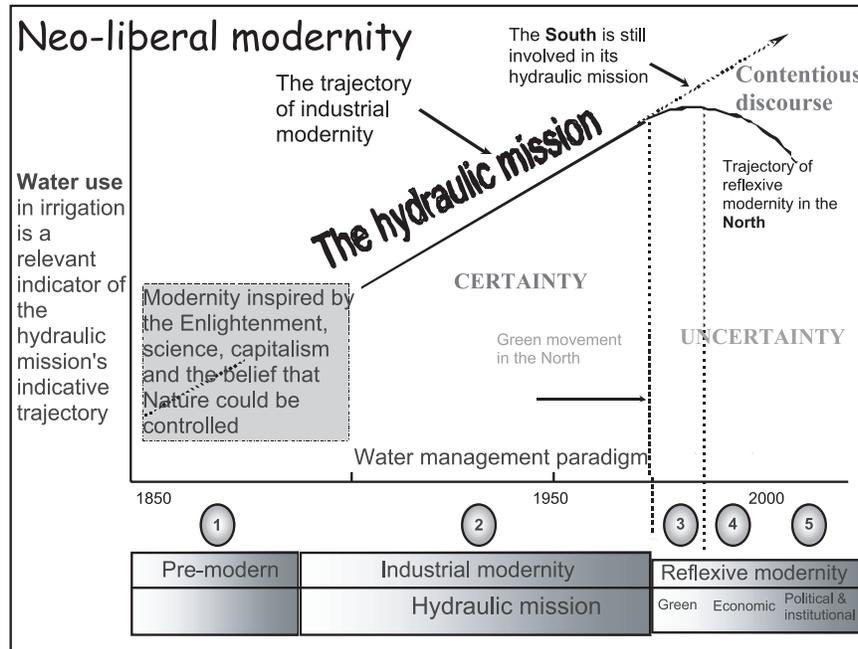 Neo-liberal modernity
The South is still
involved in its
hydraulic mission
The trajectory
of industrial
modernity
Contentious
discourse
The hydraulic mission
Trajectory of
reflexive
modernity in the
North
Water use
in irrigation
is a
relevant
indicator of
the
hydraulic
mission's
indicative
trajectory
Modernity inspired by
the Enlightenment,
science, capitalism
and the belief that
Nature could be
controlled
CERTAINTY
Green movement
in the North
UNCERTAINTY
Water management paradigm
1850
1950
2000
1
2
3
4
5
Pre-modern
Industrial modernity
Reflexive modernity
Hydraulic mission
Green
Economic
Political &
institutional